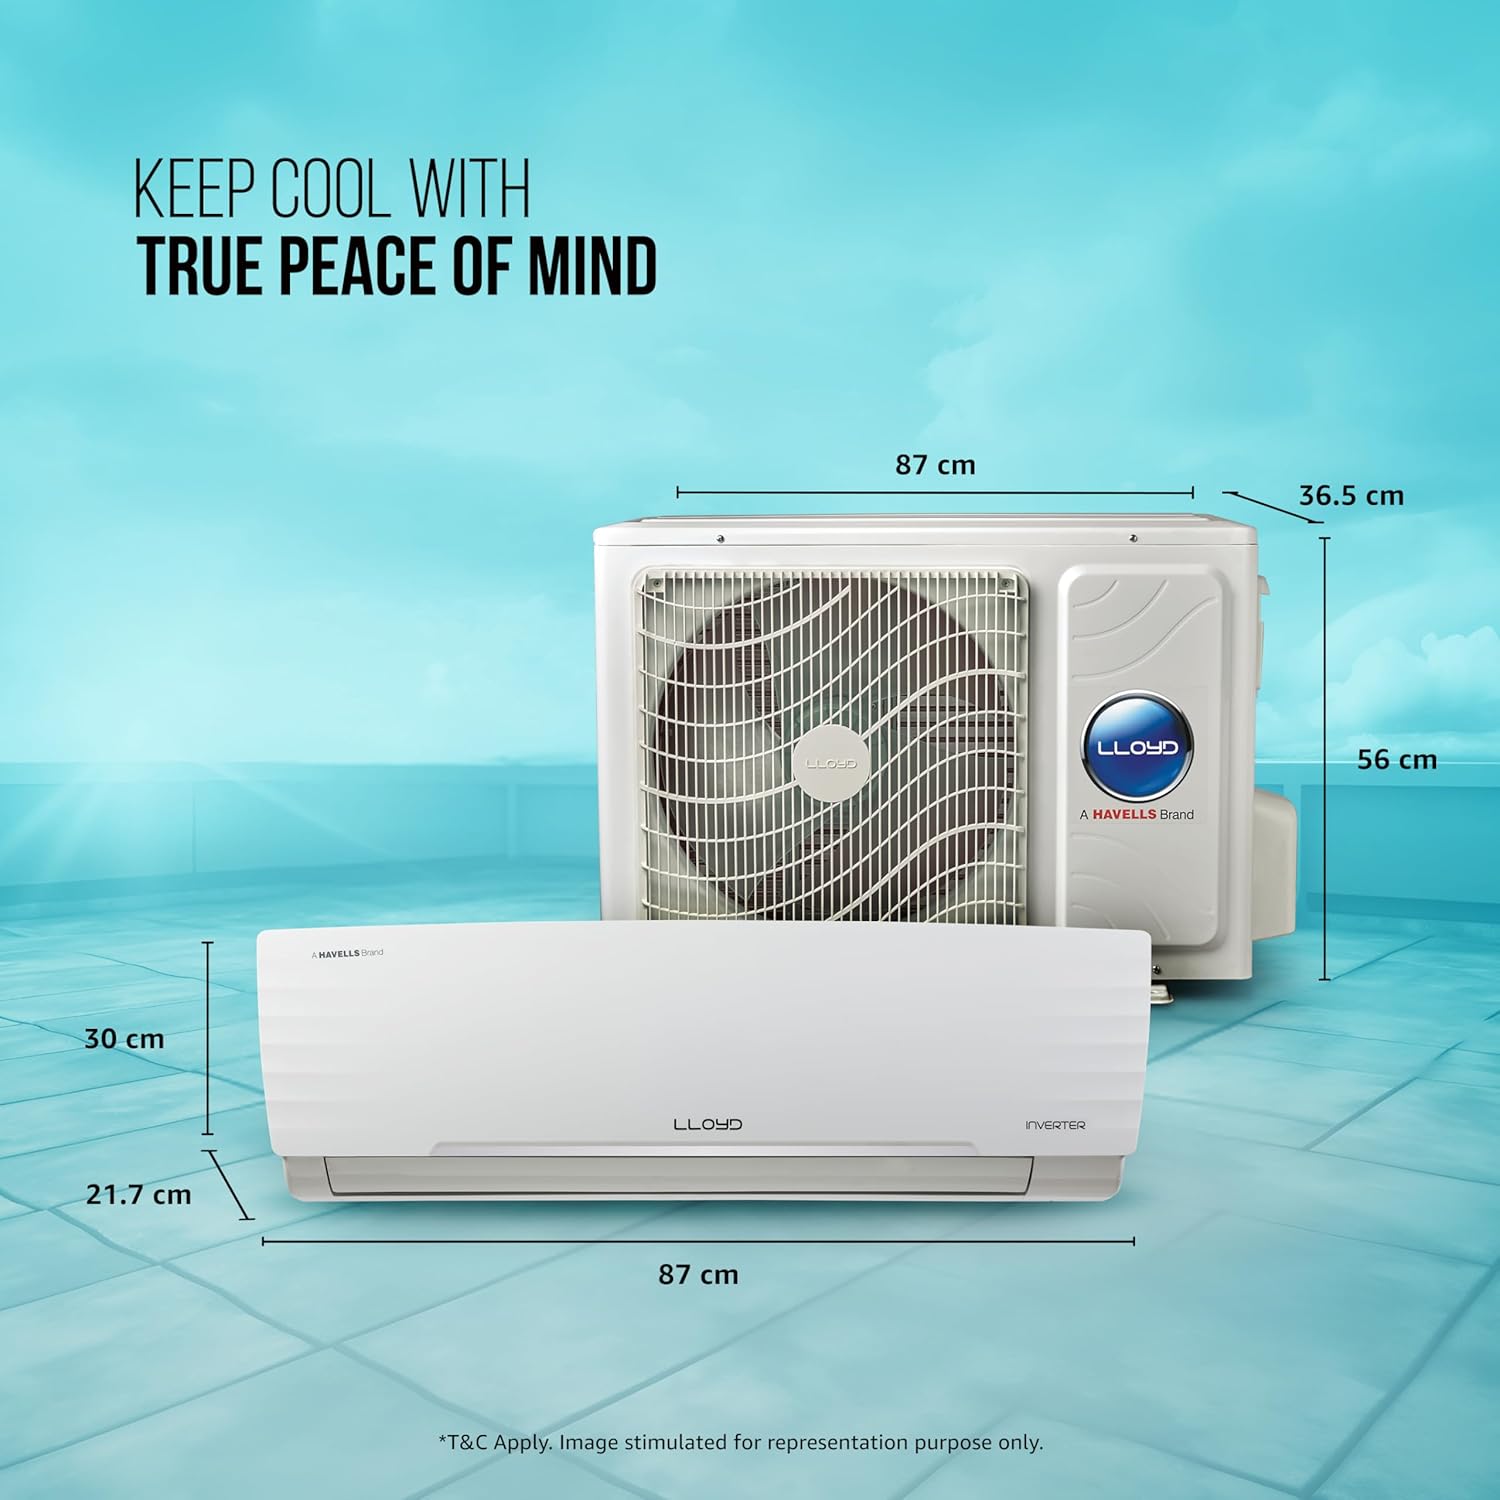 KEEP COOL WITH
TRUE PEACE OF MIND
87 cm
36.5 cm
LLOYD
LLOYD
A HAVELLS Brand
56 cm
A HAVELLS Brand
30 cm
LLOYD
INVERTER
21.7 cm
87 cm
*T&C Apply. Image stimulated for representation purpose only.